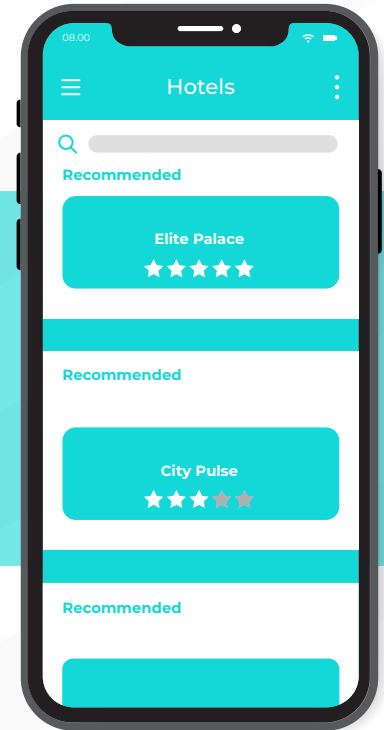 08.00
Hotels
Recommended
Elite Palace
Recommended
City Pulse
Recommended